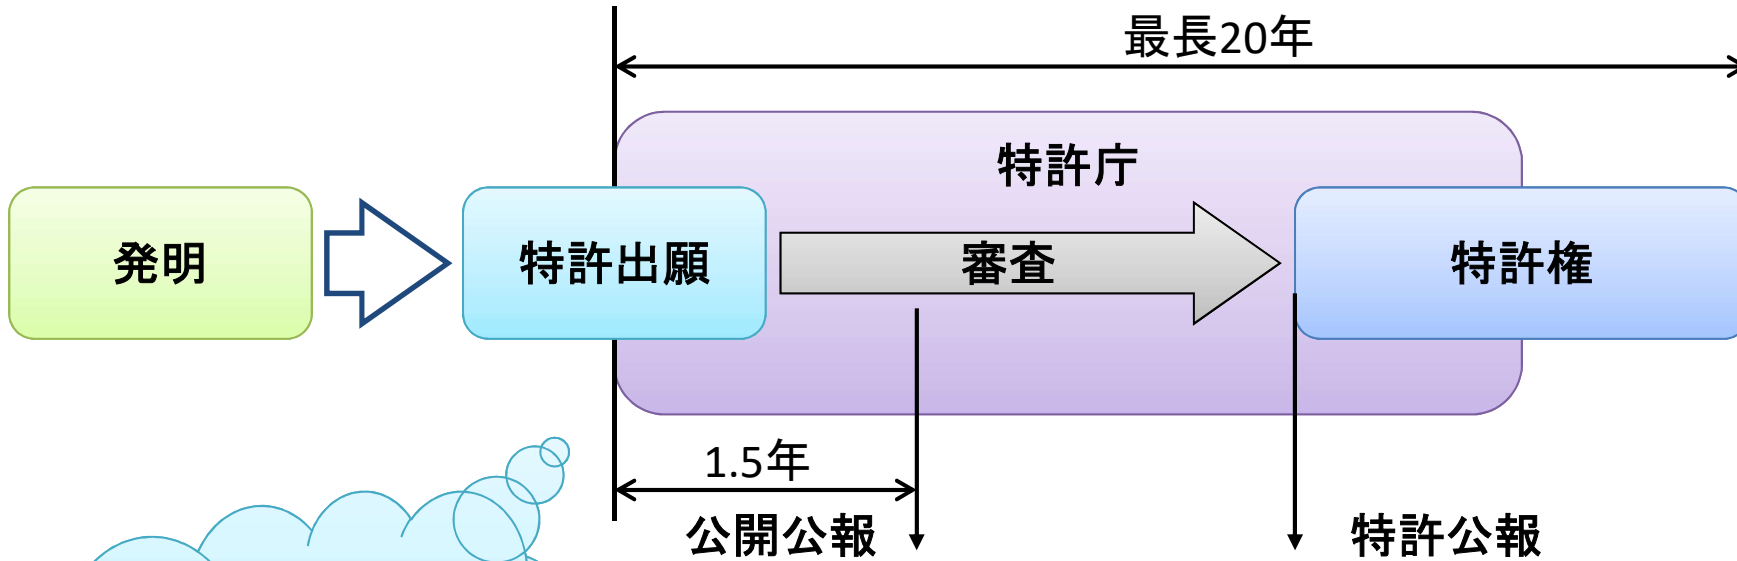 最長20年
特許庁
発明
特許出願
審査
特許権
1.5年
公開公報
特許公報